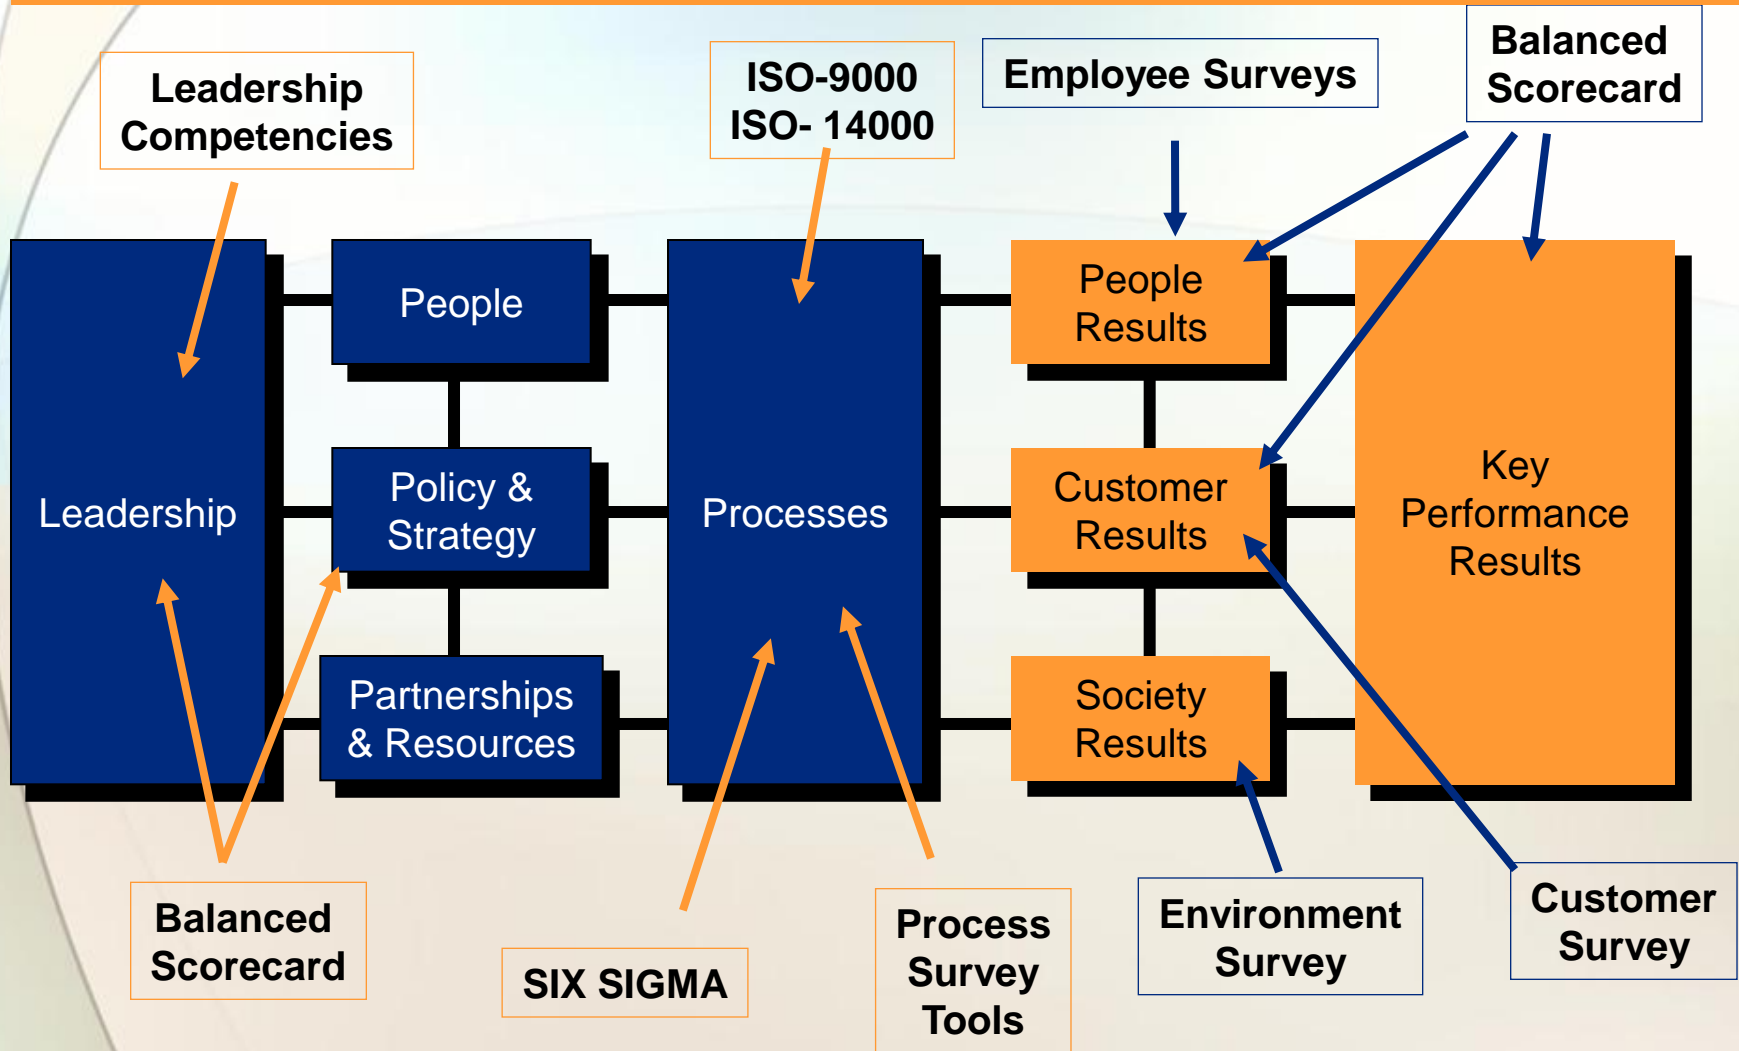 Leadership
Competencies
ISO-9000
ISO- 14000
Employee Surveys
Balanced
Scorecard
Leadership
People
Policy &
Strategy
Partnerships
& Resources
Processes
People
Results
Customer
Results
Society
Results
Key
Performance
Results
Balanced
Scorecard
SIX SIGMA
Process
Survey
Tools
Environment
Survey
Customer
Survey